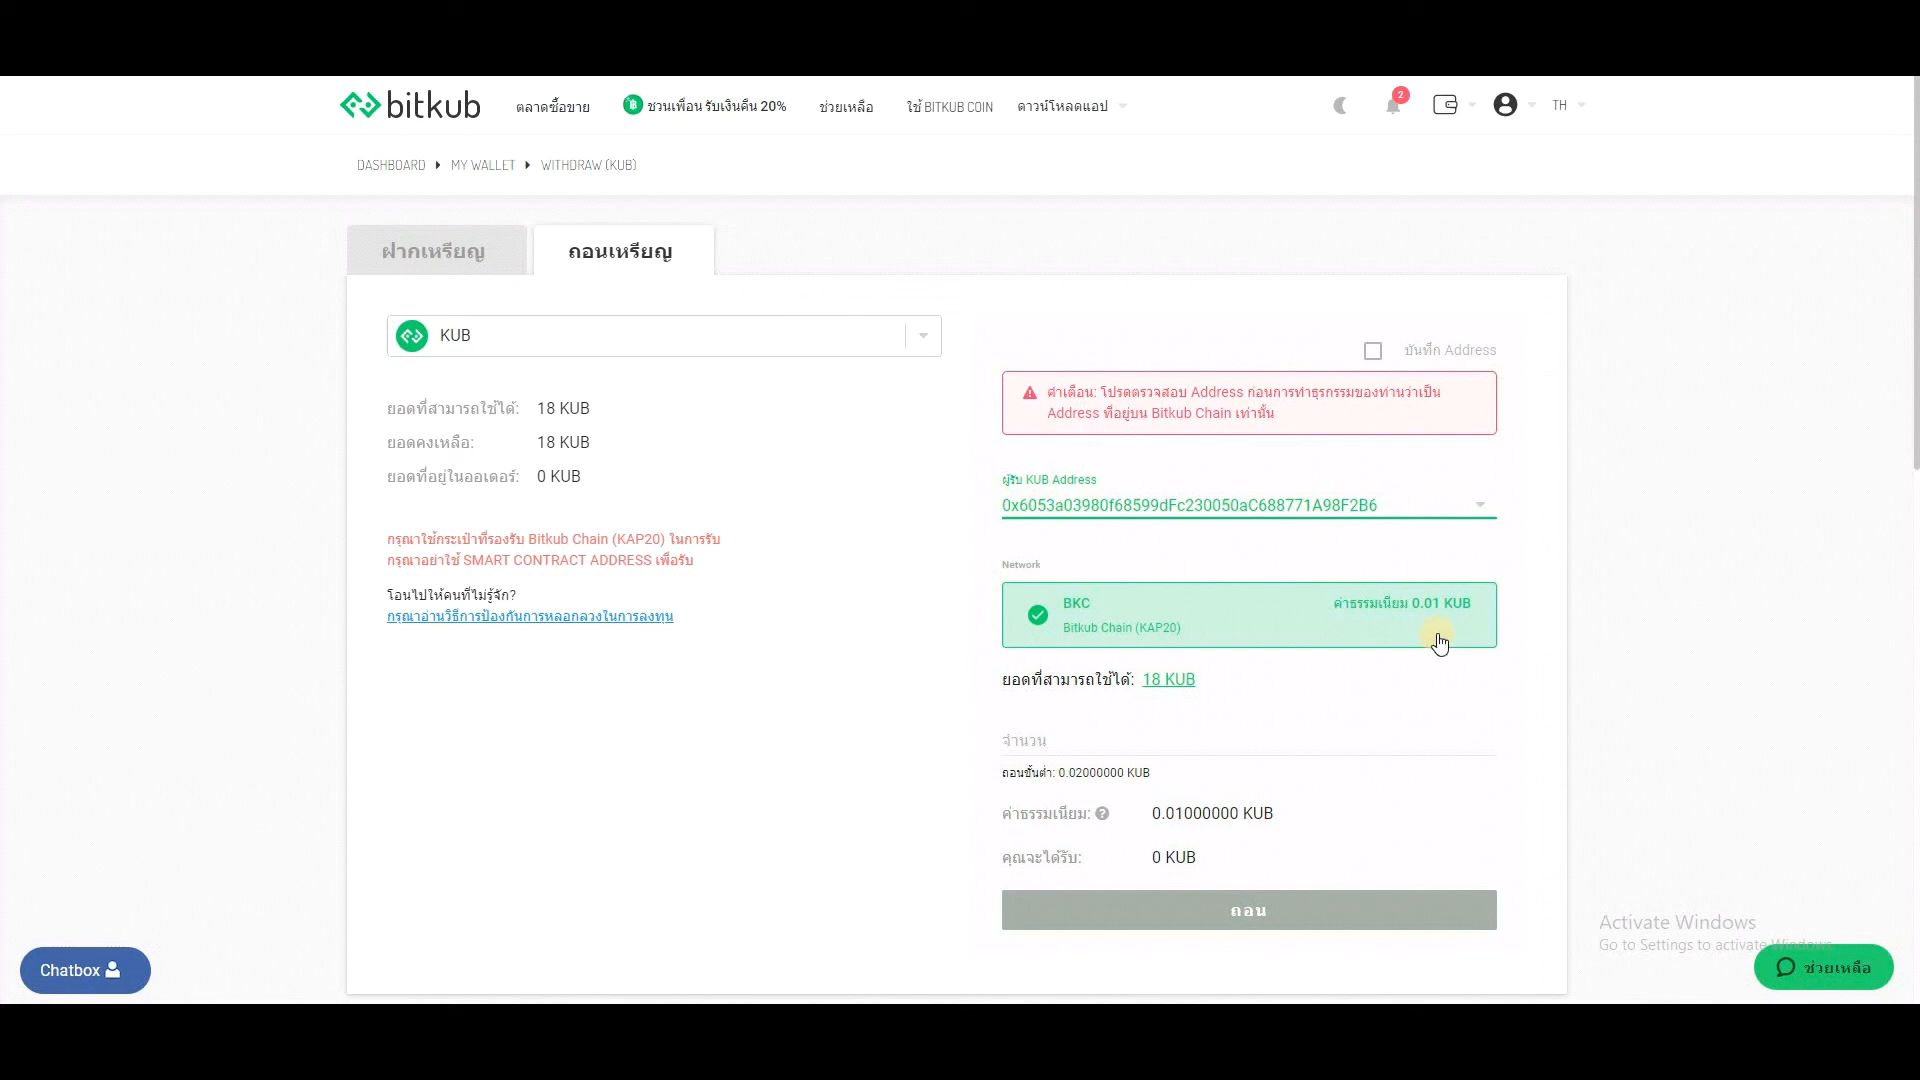 bitkub
ตลาดซื้อขาย
ชวนเพื่อน รับเงินคืน 20%
ช่วยเหลือ
ใช้ BITKUB COIN
ดาวน์โหลดแอป
2
TH
DASHBOARD
MY WALLET
WITHDRAW (KUB)
ฝากเหรียญ
ถอนเหรียญ
KUB
ยอดที่สามารถใช้ได้: 18 KUB
ยอดคงเหลือ: 18 KUB
ยอดที่อยู่ในออเดอร์: 0 KUB
กรุณาใช้กระเป๋าที่รองรับ Bitkub Chain (KAP20) ในการรับ
กรุณาอย่าใช้ SMART CONTRACT ADDRESS เพื่อรับ
โอนไปให้คนที่ไม่รู้จัก?
กรุณาอ่านวิธีการป้องกันการหลอกลวงในการลงทุน
บันทึก Address
คำเตือน: โปรดตรวจสอบ Address ก่อนการทำธุรกรรมของท่านว่าเป็น
Address ที่อยู่บน Bitkub Chain เท่านั้น
ผู้รับ KUB Address
0x6053a03980f68599dFc230050aC688771A98F2B6
Network
BKC
ค่าธรรมเนียม 0.01 KUB
Bitkub Chain (KAP20)
ยอดที่สามารถใช้ได้: 18 KUB
จำนวน
ถอนขั้นต่ำ: 0.02000000 KUB
ค่าธรรมเนียม: 0.01000000 KUB
คุณจะได้รับ: 0 KUB
ถอน
Activate Windows
Go to Settings to activate Windows.
Chatbox
ช่วยเหลือ